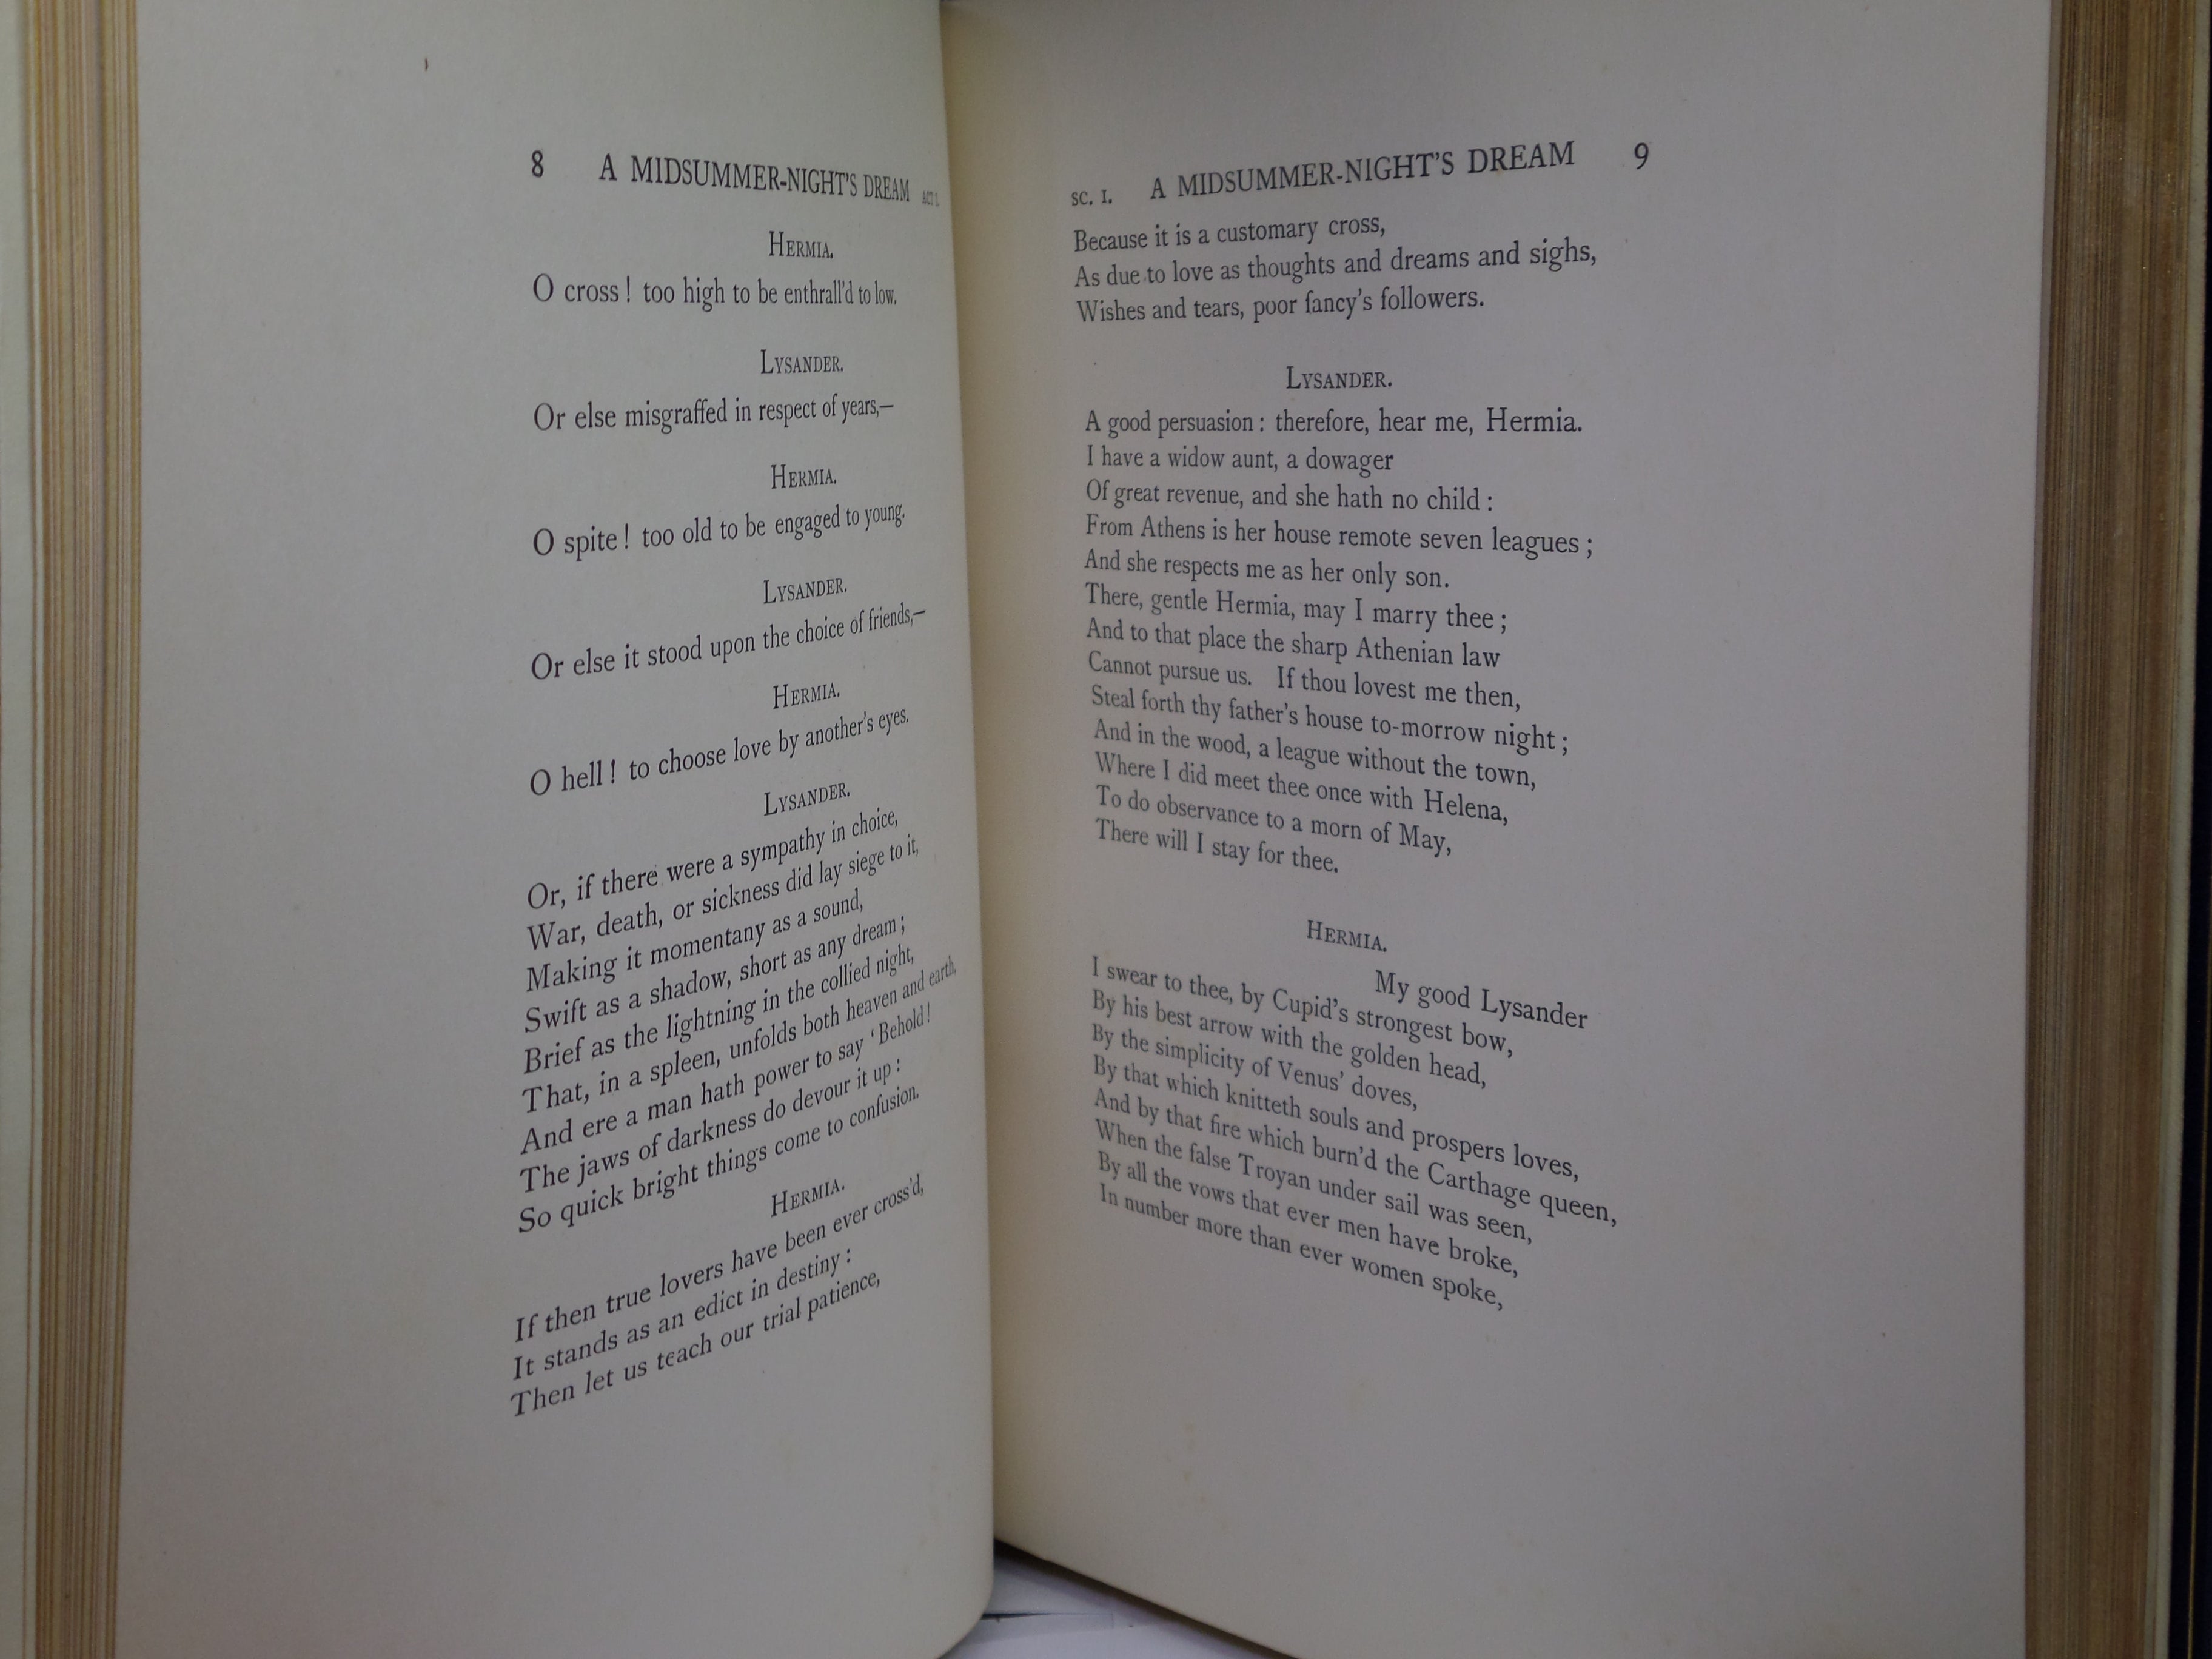 8 A MIDSUMMER-NIGHT'S DREAM ACT I.
HERMIA.
O cross! too high to be enthrall'd to low.
LYSANDER.
Or else misgraffed in respect of years,—
HERMIA.
O spite! too old to be engaged to young.
LYSANDER.
Or else it stood upon the choice of friends,—
HERMIA.
O hell! to choose love by another's eyes.
LYSANDER.
Or, if there were a sympathy in choice,
War, death, or sickness did lay siege to it,
Making it momentany as a sound,
Swift as a shadow, short as any dream;
Brief as the lightning in the collied night,
That, in a spleen, unfolds both heaven and earth,
And ere a man hath power to say 'Behold!
The jaws of darkness do devour it up:
So quick bright things come to confusion.
HERMIA.
If then true lovers have been ever cross'd,
It stands as an edict in destiny:
Then let us teach our trial patience,
SC. I. A MIDSUMMER-NIGHT'S DREAM 9
Because it is a customary cross,
As due to love as thoughts and dreams and sighs,
Wishes and tears, poor fancy's followers.
LYSANDER.
A good persuasion: therefore, hear me, Hermia.
I have a widow aunt, a dowager
Of great revenue, and she hath no child:
From Athens is her house remote seven leagues;
And she respects me as her only son.
There, gentle Hermia, may I marry thee;
And to that place the sharp Athenian law
Cannot pursue us. If thou lovest me then,
Steal forth thy father's house to-morrow night;
And in the wood, a league without the town,
Where I did meet thee once with Helena,
To do observance to a morn of May,
There will I stay for thee.
HERMIA.
My good Lysander
I swear to thee, by Cupid's strongest bow,
By his best arrow with the golden head,
By the simplicity of Venus' doves,
By that which knitteth souls and prospers loves,
And by that fire which burn'd the Carthage queen,
When the false Troyan under sail was seen,
By all the vows that ever men have broke,
In number more than ever women spoke,